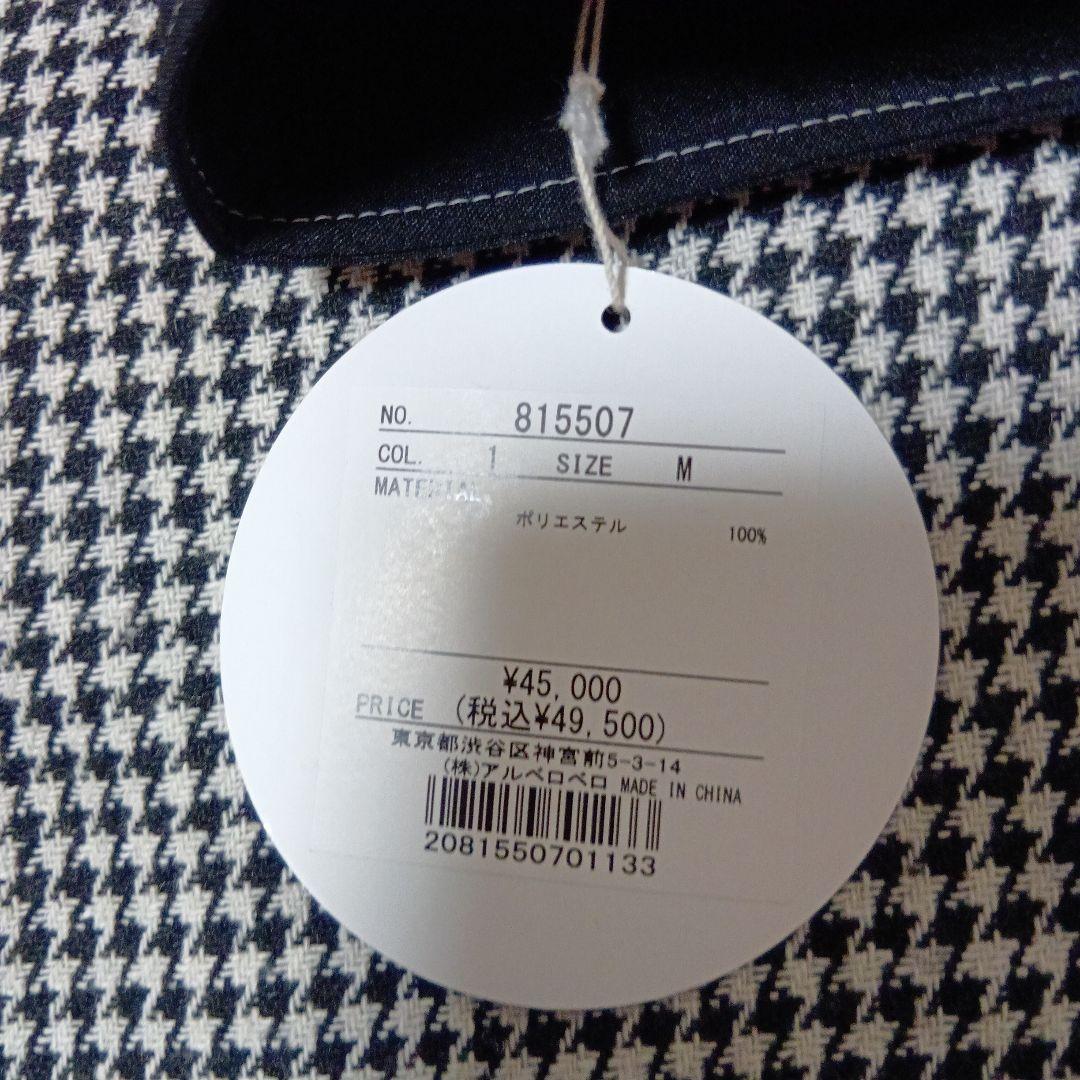 NO. 815507
COL. 1 SIZE M
MATERIAL
ポリエステル 100%
¥45,000
PRICE (税込¥49,500)
東京都渋谷区神宮前5-3-14
(株)アルベロベロ MADE IN CHINA
2081550701133